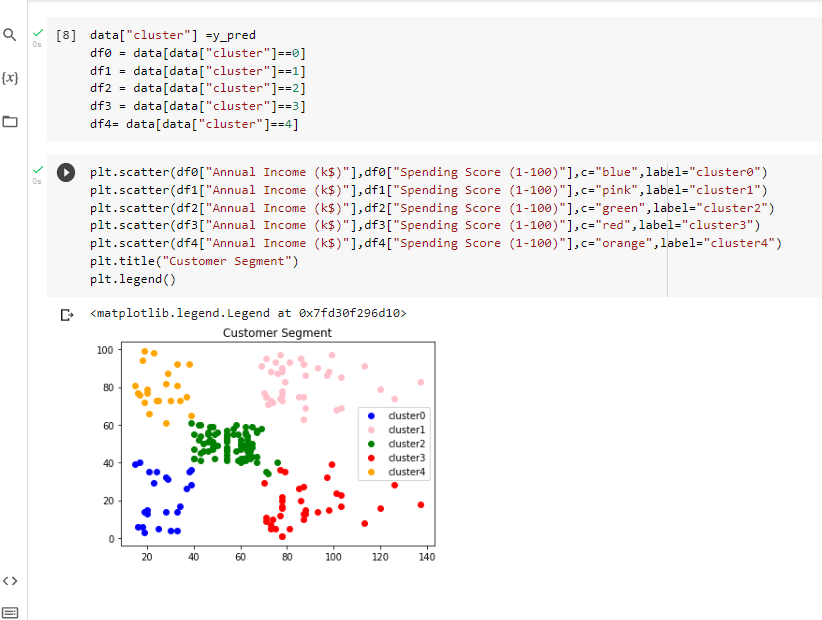 [8] data["cluster"] =y_pred
df0 = data[data["cluster"]==0]
df1 = data[data["cluster"]==1]
df2 = data[data["cluster"]==2]
df3 = data[data["cluster"]==3]
df4= data[data["cluster"]==4]
0s
{x}
0s
plt.scatter(df0["Annual Income (k$)"],df0["Spending Score (1-100)"],c="blue",label="cluster0")
plt.scatter(df1["Annual Income (k$)"],df1["Spending Score (1-100)"],c="pink",label="cluster1")
plt.scatter(df2["Annual Income (k$)"],df2["Spending Score (1-100)"],c="green",label="cluster2")
plt.scatter(df3["Annual Income (k$)"],df3["Spending Score (1-100)"],c="red",label="cluster3")
plt.scatter(df4["Annual Income (k$)"],df4["Spending Score (1-100)"],c="orange",label="cluster4")
plt.title("Customer Segment")
plt.legend()
<matplotlib.legend.Legend at 0x7fd30f296d10>
Customer Segment
100
80
60
40
20
0
cluster0
cluster1
cluster2
cluster3
cluster4
20 40 60 80 100 120 140
<>